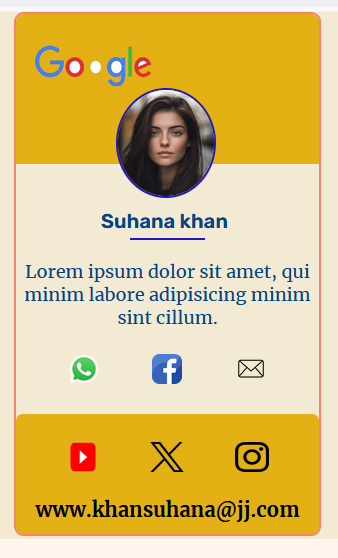 Google
Suhana khan
Lorem ipsum dolor sit amet, qui
minim labore adipisicing minim
sint cillum.
www.khansuhana@jj.com